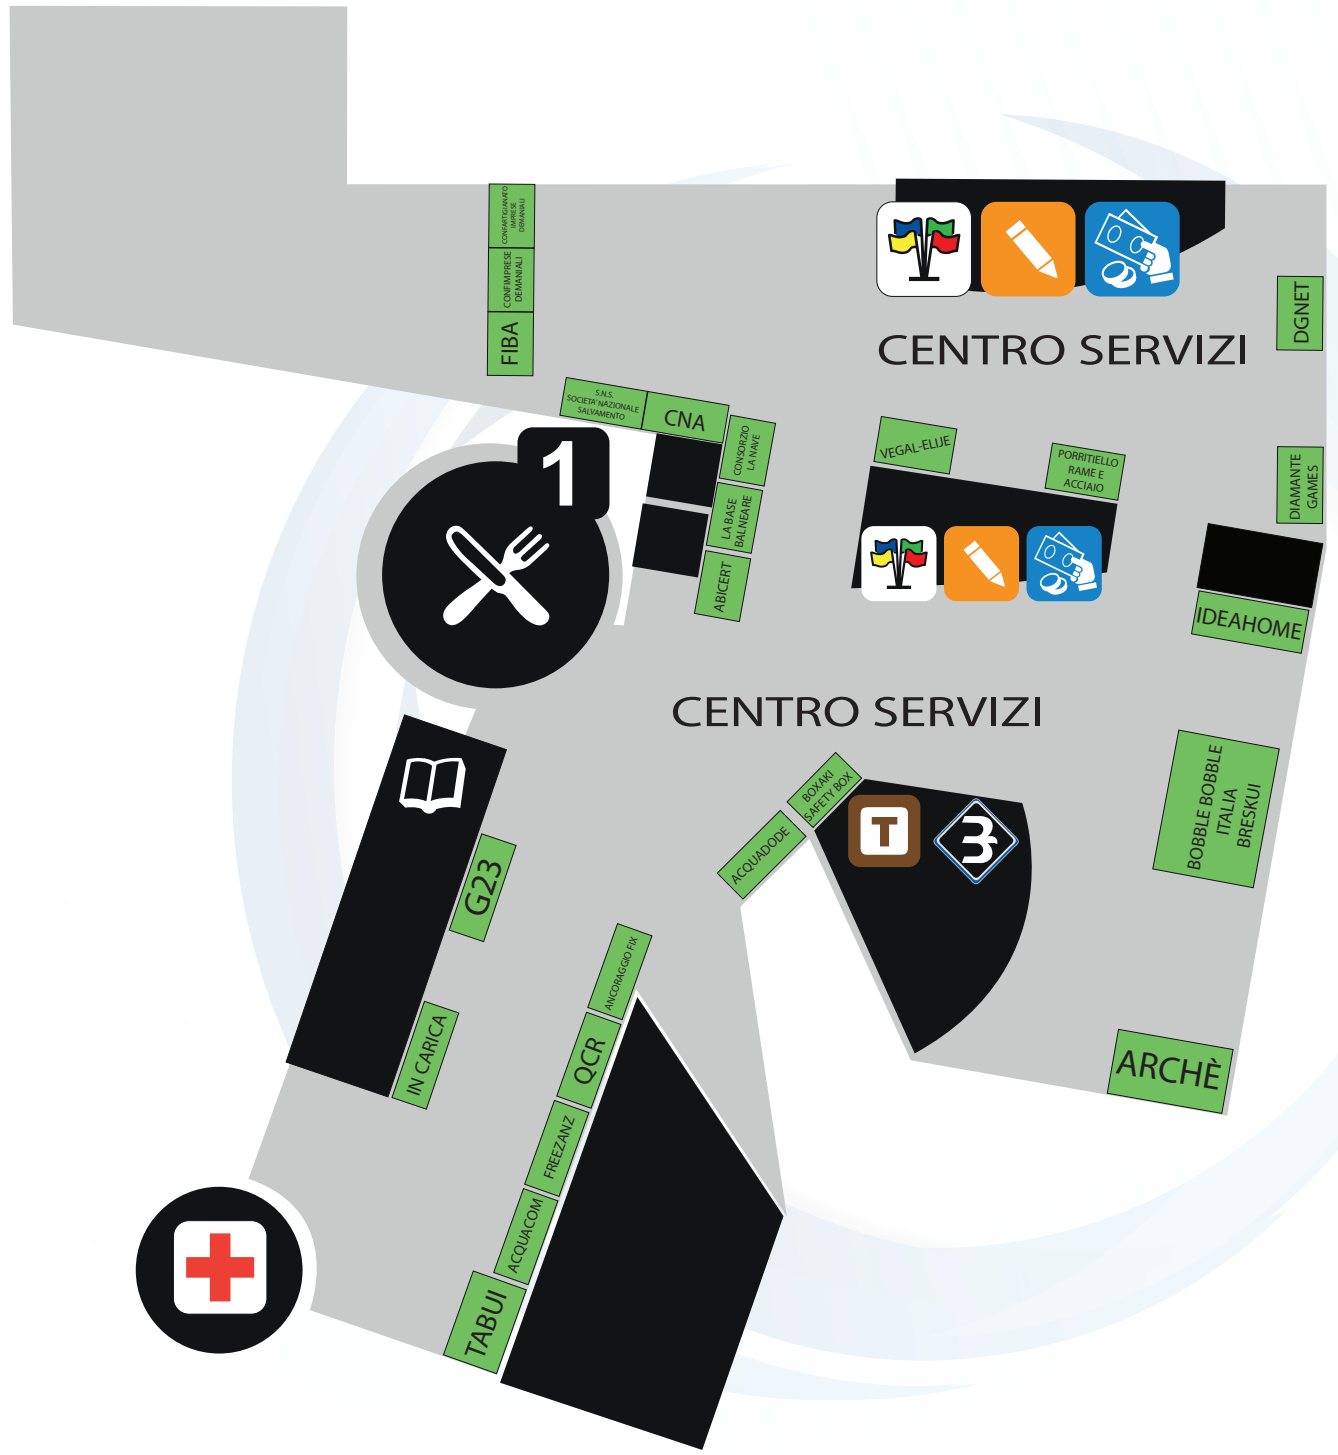 CONFARTIGIANATO
IMPRESE
DEMANIALI
CONFIMPRESE
DEMANIALI
FIBA
CENTRO SERVIZI
DGNET
S.N.S.
SOCIETA' NAZIONALE
SALVAMENTO
CNA
CONSORZIO
LA NAVE
LA BASE
BALNEARE
ABICERT
1
VEGAL-ELIJE
PORRITIELLO
RAME E
ACCIAIO
DIAMANTE
GAMES
IDEAHOME
CENTRO SERVIZI
BOXAKI
SAFETY BOX
ACQUADODE
T
3
BOBBLE BOBBLE
ITALIA
BRESKUI
G23
IN CARICA
ANCORAGGIO FIX
QCR
FREEZANZ
ACQUACOM
TABUI
ARCHÈ